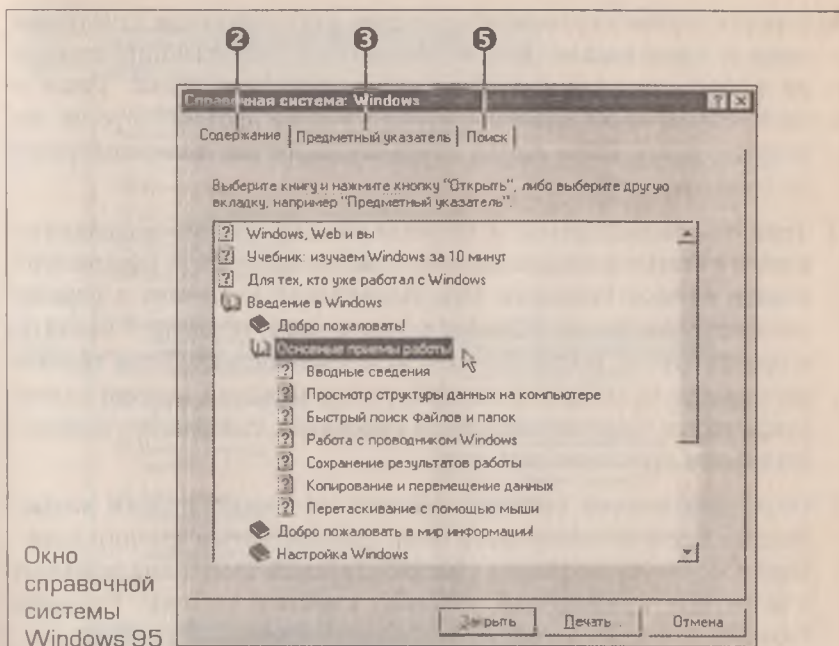 2 3 5
Справочная система: Windows
Содержание Предметный указатель Поиск
Выберите книгу и нажмите кнопку "Открыть", либо выберите другую
вкладку, например "Предметный указатель".
Windows, Web и вы
Учебник: изучаем Windows за 10 минут
Для тех, кто уже работал с Windows
Введение в Windows
Добро пожаловать!
Основные приемы работы
Вводные сведения
Просмотр структуры данных на компьютере
Быстрый поиск файлов и папок
Работа с проводником Windows
Сохранение результатов работы
Копирование и перемещение данных
Перетаскивание с помощью мыши
Добро пожаловать в мир информации!
Настройка Windows
Закрыть Печать... Отмена
Окно
справочной
системы
Windows 95